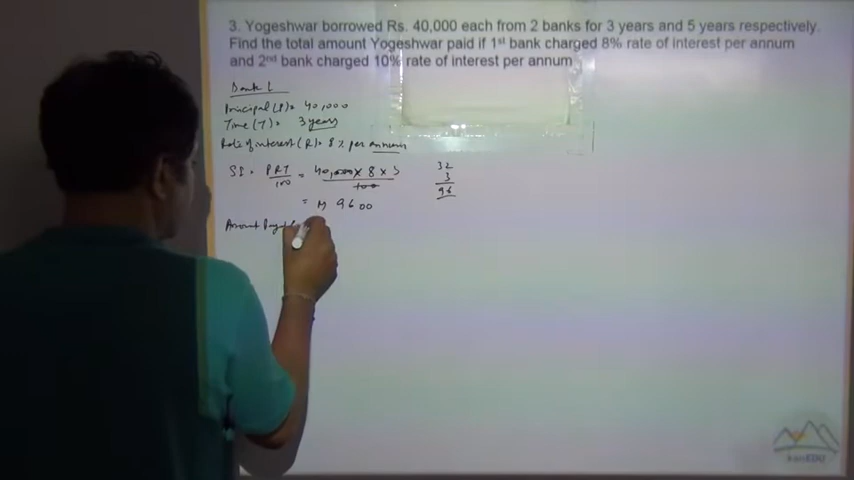 3. Yogeshwar borrowed Rs. 40,000 each from 2 banks for 3 years and 5 years respectively.
Find the total amount Yogeshwar paid if 1st bank charged 8% rate of interest per annum
and 2nd bank charged 10% rate of interest per annum
Bank 1
Principal (P) = 40,000
Time (T) = 3 years
Rate of interest (R) = 8 % per annum
SI = PRT/100 = 40,000 x 8 x 3 / 100
32
3
96
= 9600
Amount